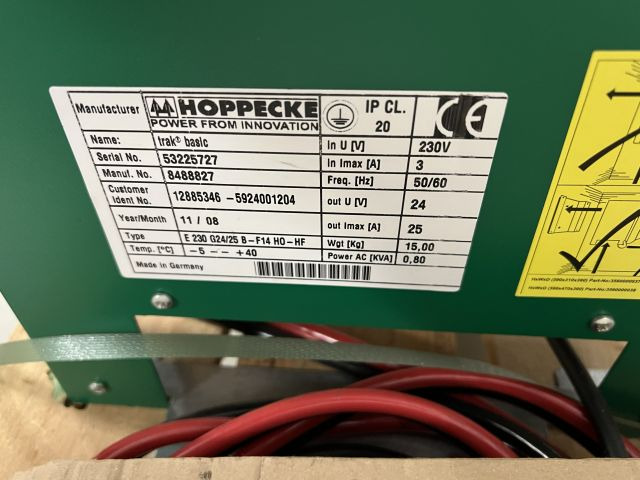 Manufacturer HOPPECKE IP CL. 20 CE
POWER FROM INNOVATION
Name: trak® basic In U [V] 230V
Serial No. 53225727 In Imax [A] 3
Manuf. No. 8488827 Freq. [Hz] 50/60
Customer Ident No. 12885346 -5924001204 out U [V] 24
Year/Month 11 / 08 out Imax [A] 25
Type E 230 G24/25 B-F14 HO-HF Wgt [Kg] 15,00
Temp. [°C] -5 -- +40 Power AC [KVA] 0,80
Made in Germany